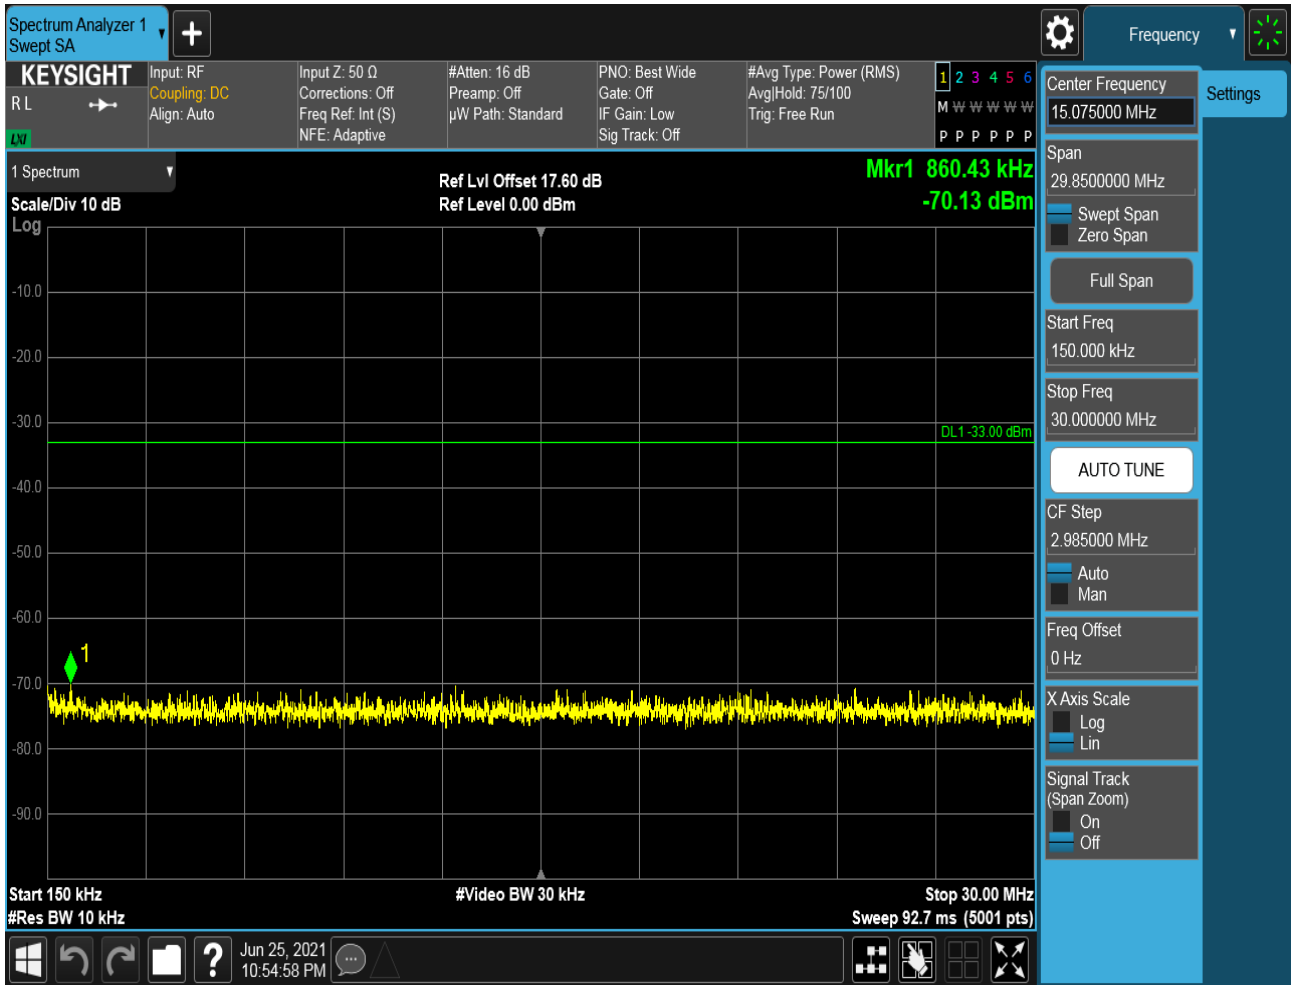 Spectrum Analyzer 1
Swept SA
Frequency
KEYSIGHT
R L
LXI
Input: RF
Coupling: DC
Align: Auto
Input Z: 50 Ω
Corrections: Off
Freq Ref: Int (S)
NFE: Adaptive
#Atten: 16 dB
Preamp: Off
µW Path: Standard
PNO: Best Wide
Gate: Off
IF Gain: Low
Sig Track: Off
#Avg Type: Power (RMS)
Avg|Hold: 75/100
Trig: Free Run
1 2 3 4 5 6
M W W W W W
P P P P P P
1 Spectrum
Scale/Div 10 dB
Log
Ref Lvl Offset 17.60 dB
Ref Level 0.00 dBm
Mkr1 860.43 kHz
-70.13 dBm
-10.0
-20.0
-30.0
DL1 -33.00 dBm
-40.0
-50.0
-60.0
1
-70.0
-80.0
-90.0
Start 150 kHz
#Video BW 30 kHz
Stop 30.00 MHz
#Res BW 10 kHz
Sweep 92.7 ms (5001 pts)
?
Jun 25, 2021
10:54:58 PM
Center Frequency
15.075000 MHz
Settings
Span
29.8500000 MHz
Swept Span
Zero Span
Full Span
Start Freq
150.000 kHz
Stop Freq
30.000000 MHz
AUTO TUNE
CF Step
2.985000 MHz
Auto
Man
Freq Offset
0 Hz
X Axis Scale
Log
Lin
Signal Track
(Span Zoom)
On
Off